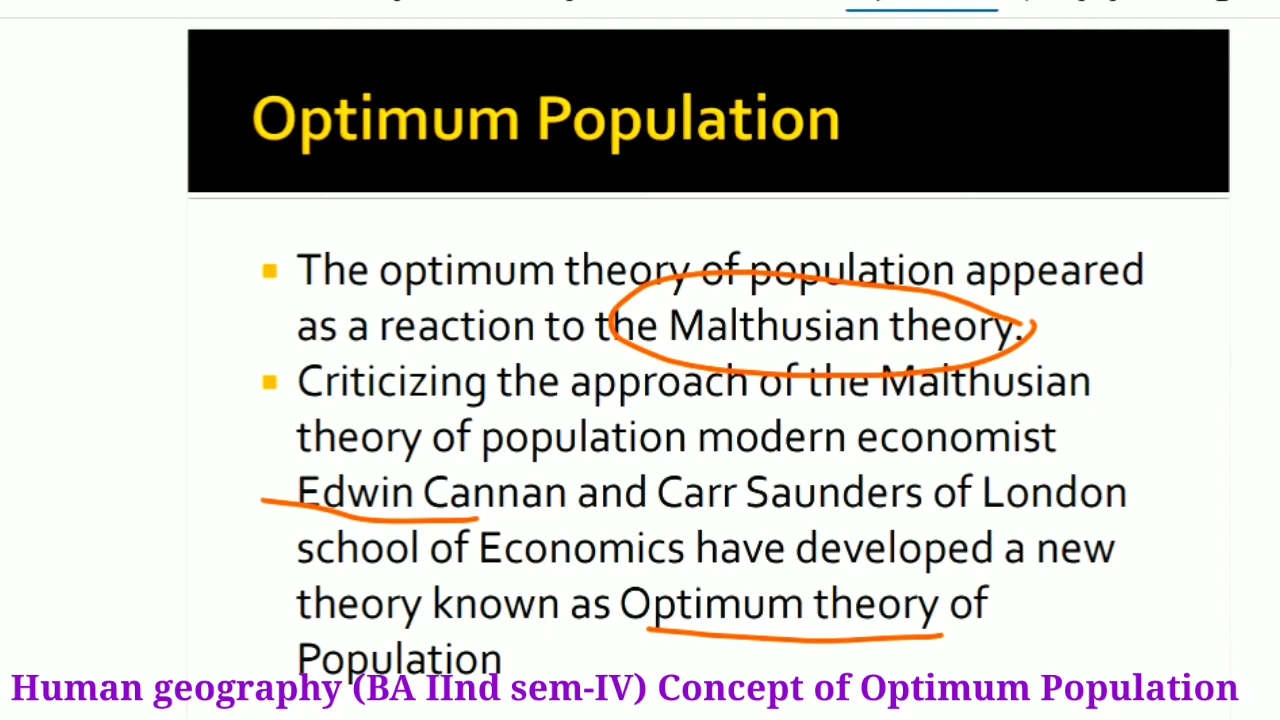 Optimum Population
The optimum theory of population appeared
as a reaction to the Malthusian theory.
Criticizing the approach of the Malthusian
theory of population modern economist
Edwin Cannan and Carr Saunders of London
school of Economics have developed a new
theory known as Optimum theory of
Population
Human geography (BA IInd sem-IV) Concept of Optimum Population